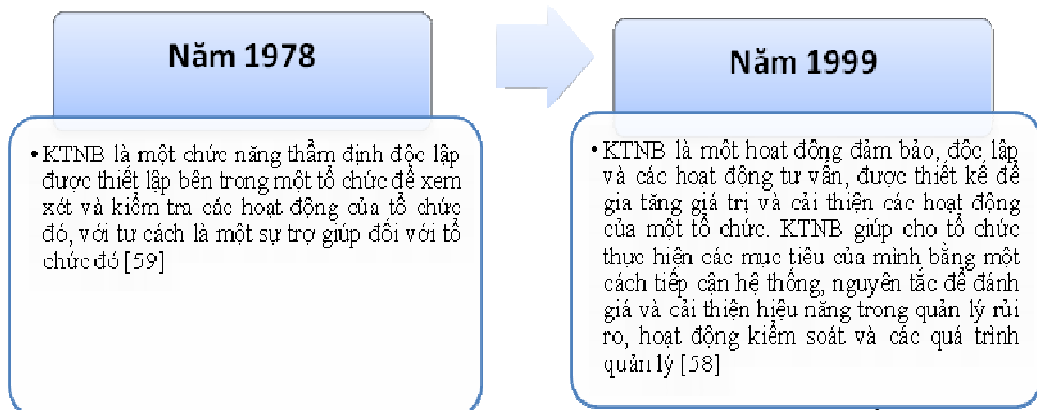 Năm 1978
• KTNB là một chức năng thẩm định độc lập
được thiết lập bên trong một tổ chức để xem
xét và kiểm tra các hoạt động của tổ chức
đó, với tư cách là một sự trợ giúp đối với tổ
chức đó [59]
Năm 1999
• KTNB là một hoạt động đảm bảo, độc lập
và các hoạt động tư vấn, được thiết kế để
gia tăng giá trị và cải thiện các hoạt động
của một tổ chức. KTNB giúp cho tổ chức
thực hiện các mục tiêu của mình bằng một
cách tiếp cận hệ thống, nguyên tắc để đánh
giá và cải thiện hiệu năng trong quản lý rủi
ro, hoạt động kiểm soát và các quá trình
quản lý [58]